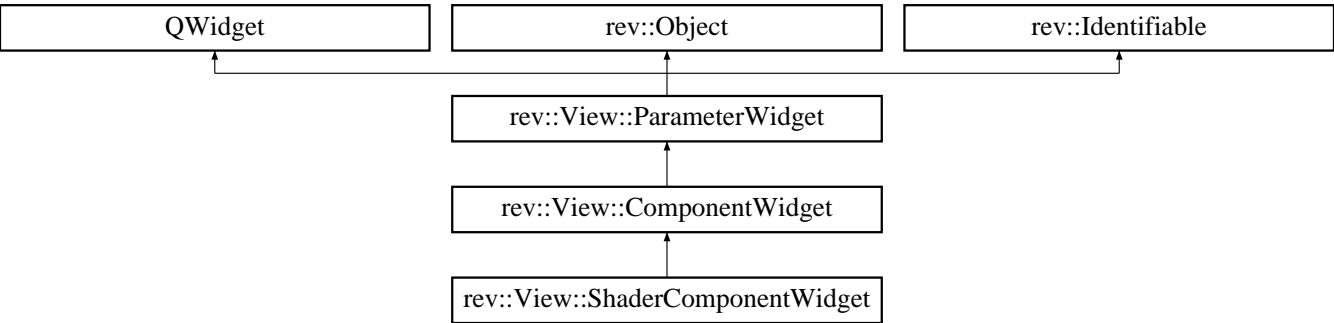 QWidget
rev::Object
rev::Identifiable
rev::View::ParameterWidget
rev::View::ComponentWidget
rev::View::ShaderComponentWidget